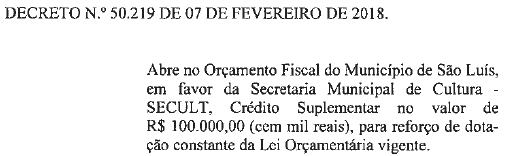 DECRETO N.º 50.219 DE 07 DE FEVEREIRO DE 2018.
Abre no Orçamento Fiscal do Município de São Luís,
em favor da Secretaria Municipal de Cultura -
SECULT, Crédito Suplementar no valor de
R$ 100.000,00 (cem mil reais), para reforço de dota-
ção constante da Lei Orçamentária vigente.